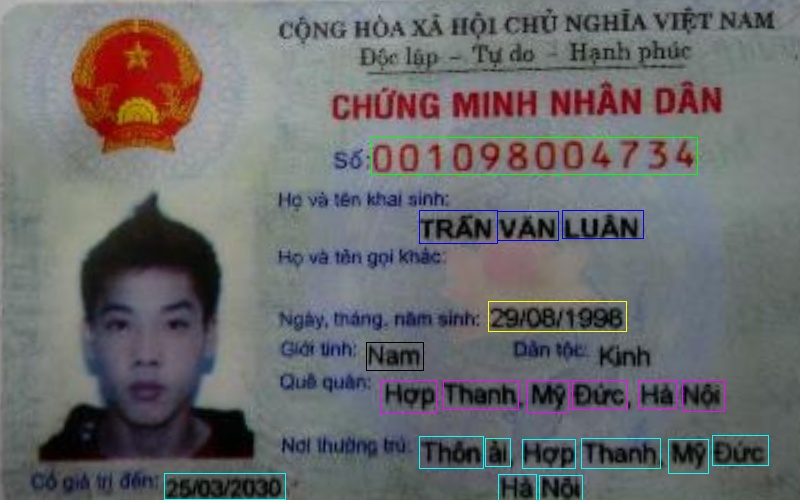 CỘNG HÒA XÃ HỘI CHỦ NGHĨA VIỆT NAM
Độc lập – Tự do – Hạnh phúc
CHỨNG MINH NHÂN DÂN
Số: 001098004734
Họ và tên khai sinh:
TRẦN VĂN LUÂN
Họ và tên gọi khác:
Ngày, tháng, năm sinh: 29/08/1998
Giới tính: Nam Dân tộc: Kinh
Quê quán: Hợp Thanh, Mỹ Đức, Hà Nội
Nơi thường trú: Thôn ải, Hợp Thanh, Mỹ Đức
Hà Nội
Có giá trị đến: 25/03/2030